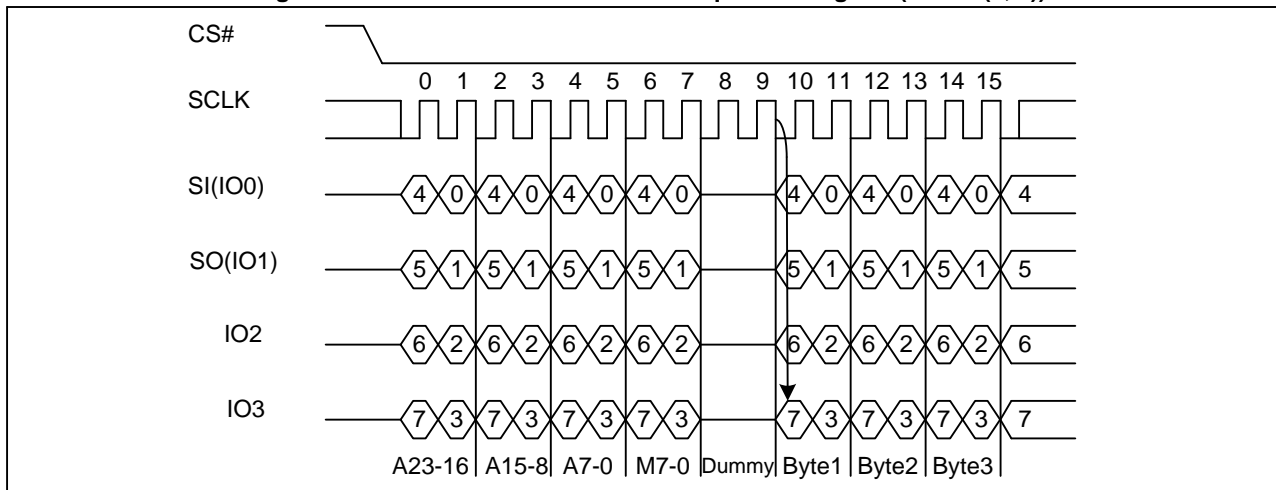 CS#
0 1 2 3 4 5 6 7 8 9 10 11 12 13 14 15
SCLK
SI(IO0) 4 0 4 0 4 0 4 0 4 0 4 0 4 0 4
SO(IO1) 5 1 5 1 5 1 5 1 5 1 5 1 5 1 5
IO2 6 2 6 2 6 2 6 2 6 2 6 2 6 2 6
IO3 7 3 7 3 7 3 7 3 7 3 7 3 7 3 7
A23-16 A15-8 A7-0 M7-0 Dummy Byte1 Byte2 Byte3